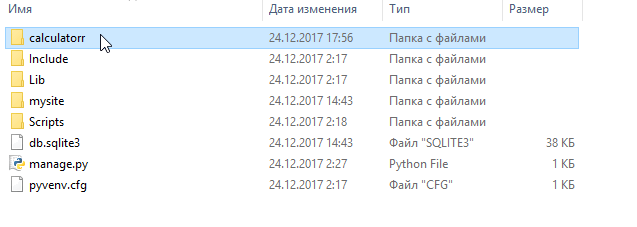 Имя Дата изменения Тип Размер
calculatorr 24.12.2017 17:56 Папка с файлами
Include 24.12.2017 2:17 Папка с файлами
Lib 24.12.2017 2:17 Папка с файлами
mysite 24.12.2017 14:43 Папка с файлами
Scripts 24.12.2017 2:18 Папка с файлами
db.sqlite3 24.12.2017 14:43 Файл "SQLITE3" 38 КБ
manage.py 24.12.2017 2:27 Python File 1 КБ
pyvenv.cfg 24.12.2017 2:17 Файл "CFG" 1 КБ